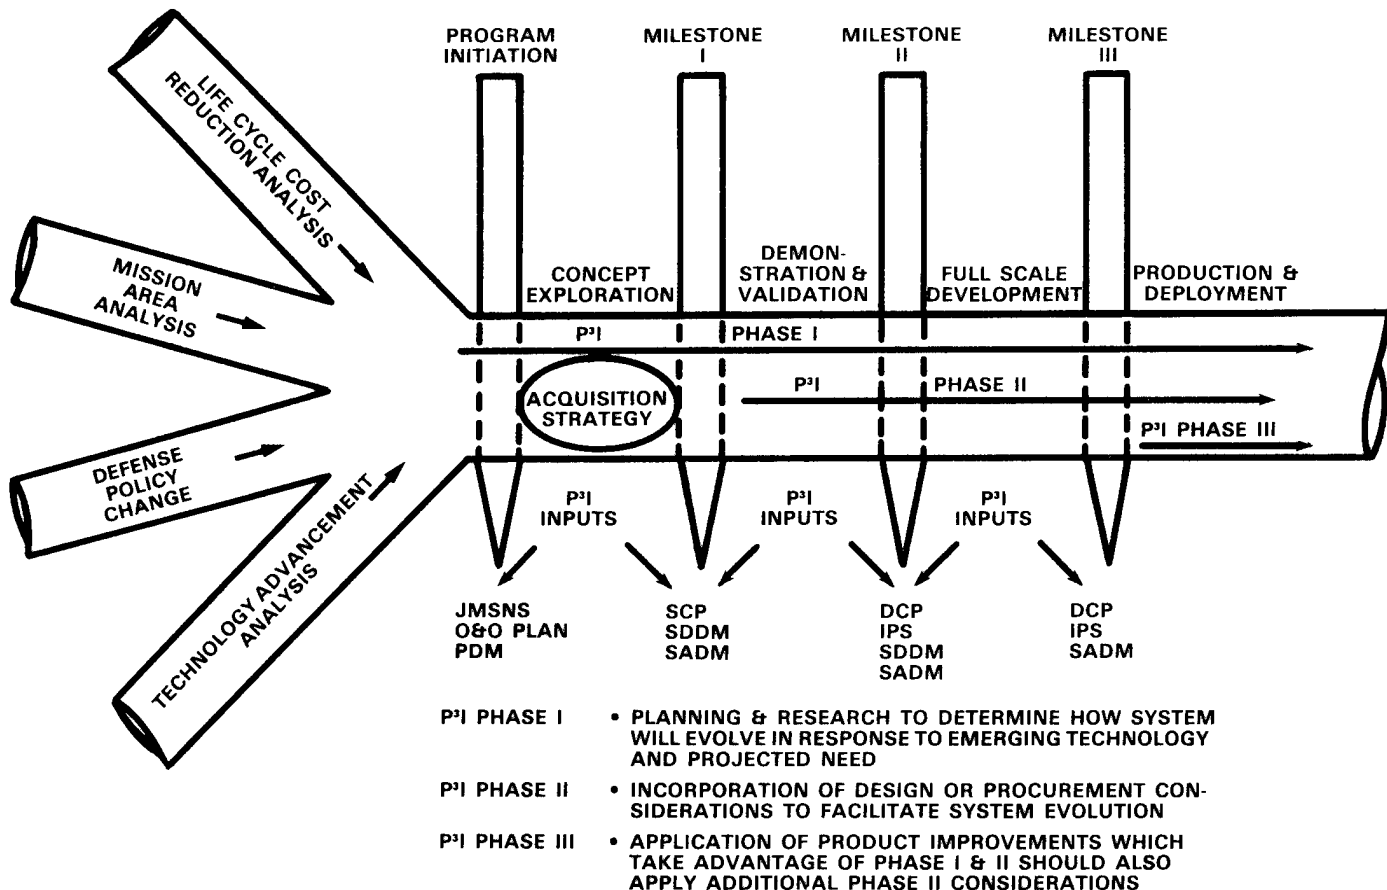 PROGRAM
INITIATION
MILESTONE
I
MILESTONE
II
MILESTONE
III
LIFE CYCLE COST
REDUCTION ANALYSIS
MISSION
AREA
ANALYSIS
DEFENSE
POLICY
CHANGE
TECHNOLOGY ADVANCEMENT
ANALYSIS
CONCEPT
EXPLORATION
DEMON-
STRATION &
VALIDATION
FULL SCALE
DEVELOPMENT
PRODUCTION &
DEPLOYMENT
P³I PHASE I
ACQUISITION
STRATEGY
P³I PHASE II
P³I PHASE III
P³I
INPUTS
P³I
INPUTS
P³I
INPUTS
JMSNS
O&O PLAN
PDM
SCP
SDDM
SADM
DCP
IPS
SDDM
SADM
DCP
IPS
SADM
P³I PHASE I • PLANNING & RESEARCH TO DETERMINE HOW SYSTEM
WILL EVOLVE IN RESPONSE TO EMERGING TECHNOLOGY
AND PROJECTED NEED
P³I PHASE II • INCORPORATION OF DESIGN OR PROCUREMENT CON-
SIDERATIONS TO FACILITATE SYSTEM EVOLUTION
P³I PHASE III • APPLICATION OF PRODUCT IMPROVEMENTS WHICH
TAKE ADVANTAGE OF PHASE I & II SHOULD ALSO
APPLY ADDITIONAL PHASE II CONSIDERATIONS